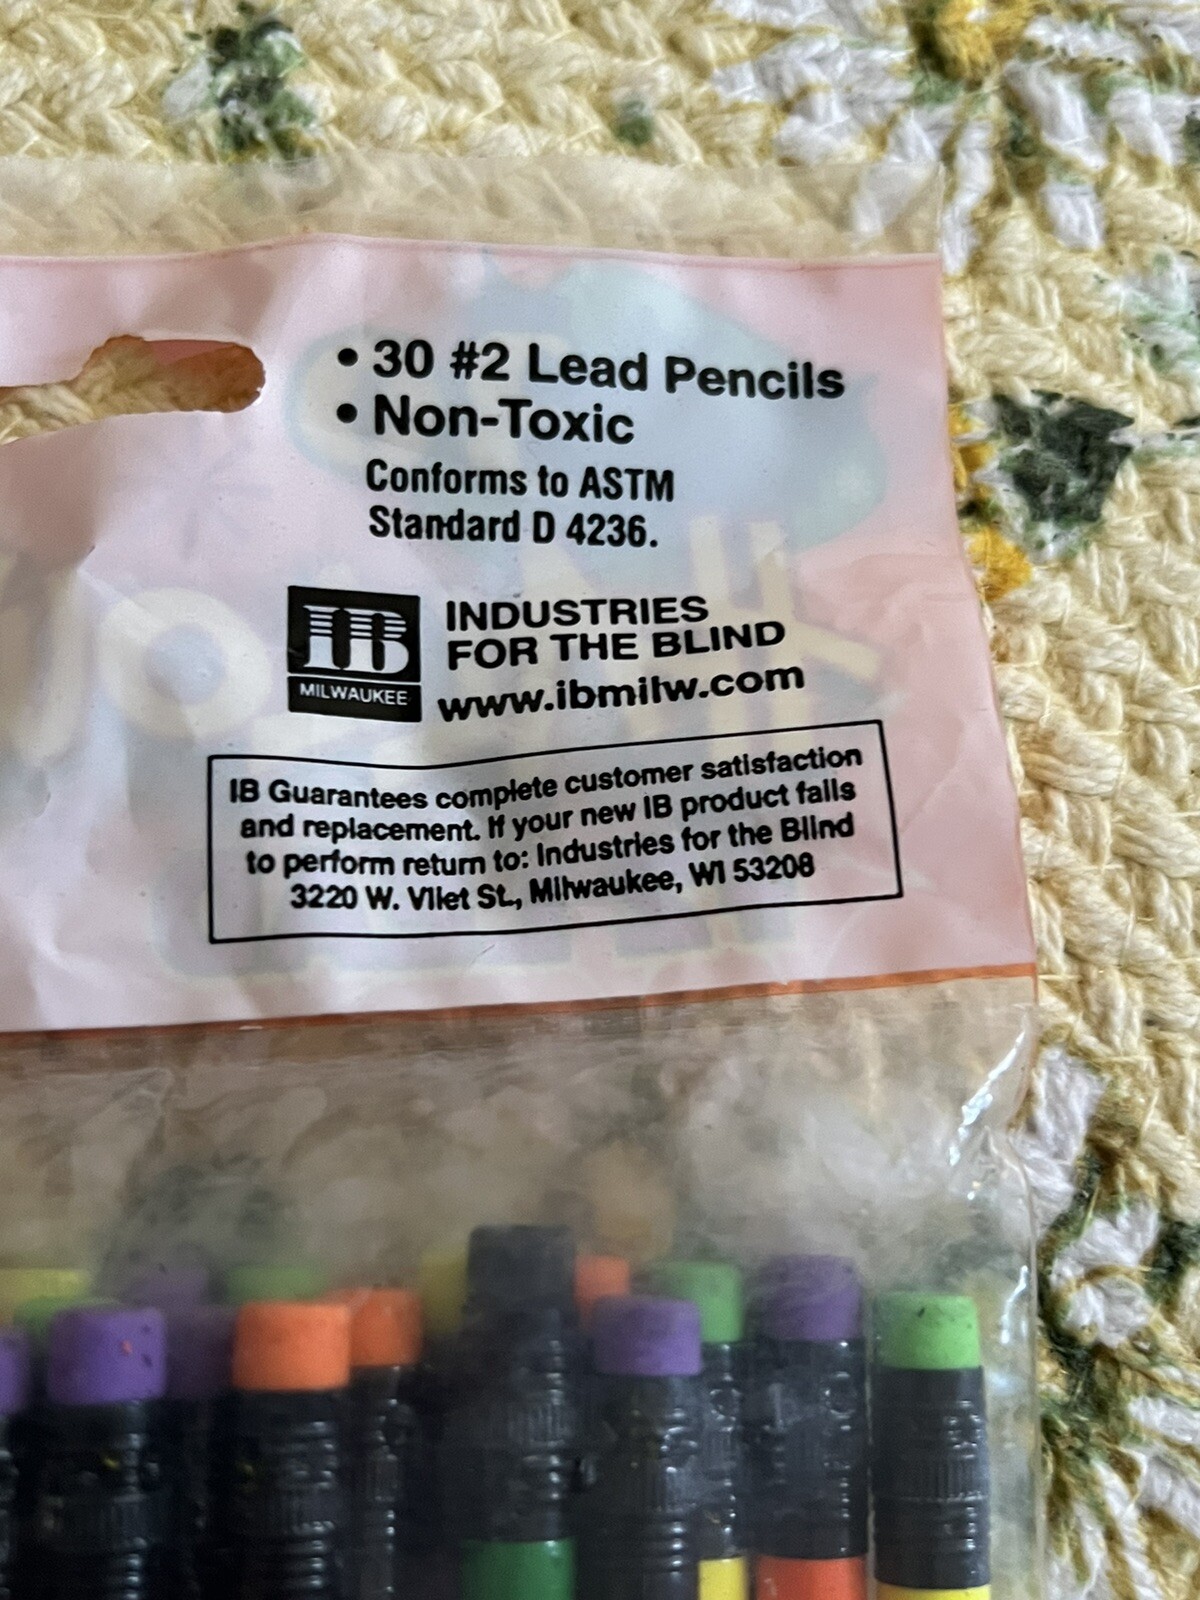 • 30 #2 Lead Pencils
• Non-Toxic
Conforms to ASTM
Standard D 4236.
IB
MILWAUKEE
INDUSTRIES
FOR THE BLIND
www.ibmilw.com
IB Guarantees complete customer satisfaction
and replacement. If your new IB product fails
to perform return to: Industries for the Blind
3220 W. Vliet St., Milwaukee, WI 53208